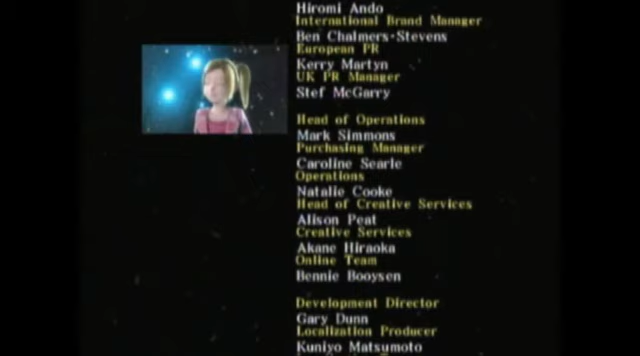 Hiromi Ando
International Brand Manager
Ben Chalmers-Stevens
European PR
Kerry Martyn
UK PR Manager
Stef McGarry
Head of Operations
Mark Simmons
Purchasing Manager
Caroline Searle
Operations
Natalie Cooke
Head of Creative Services
Alison Peat
Creative Services
Akane Hiraoka
Online Team
Bennie Booysen
Development Director
Gary Dunn
Localization Producer
Kuniyo Matsumoto